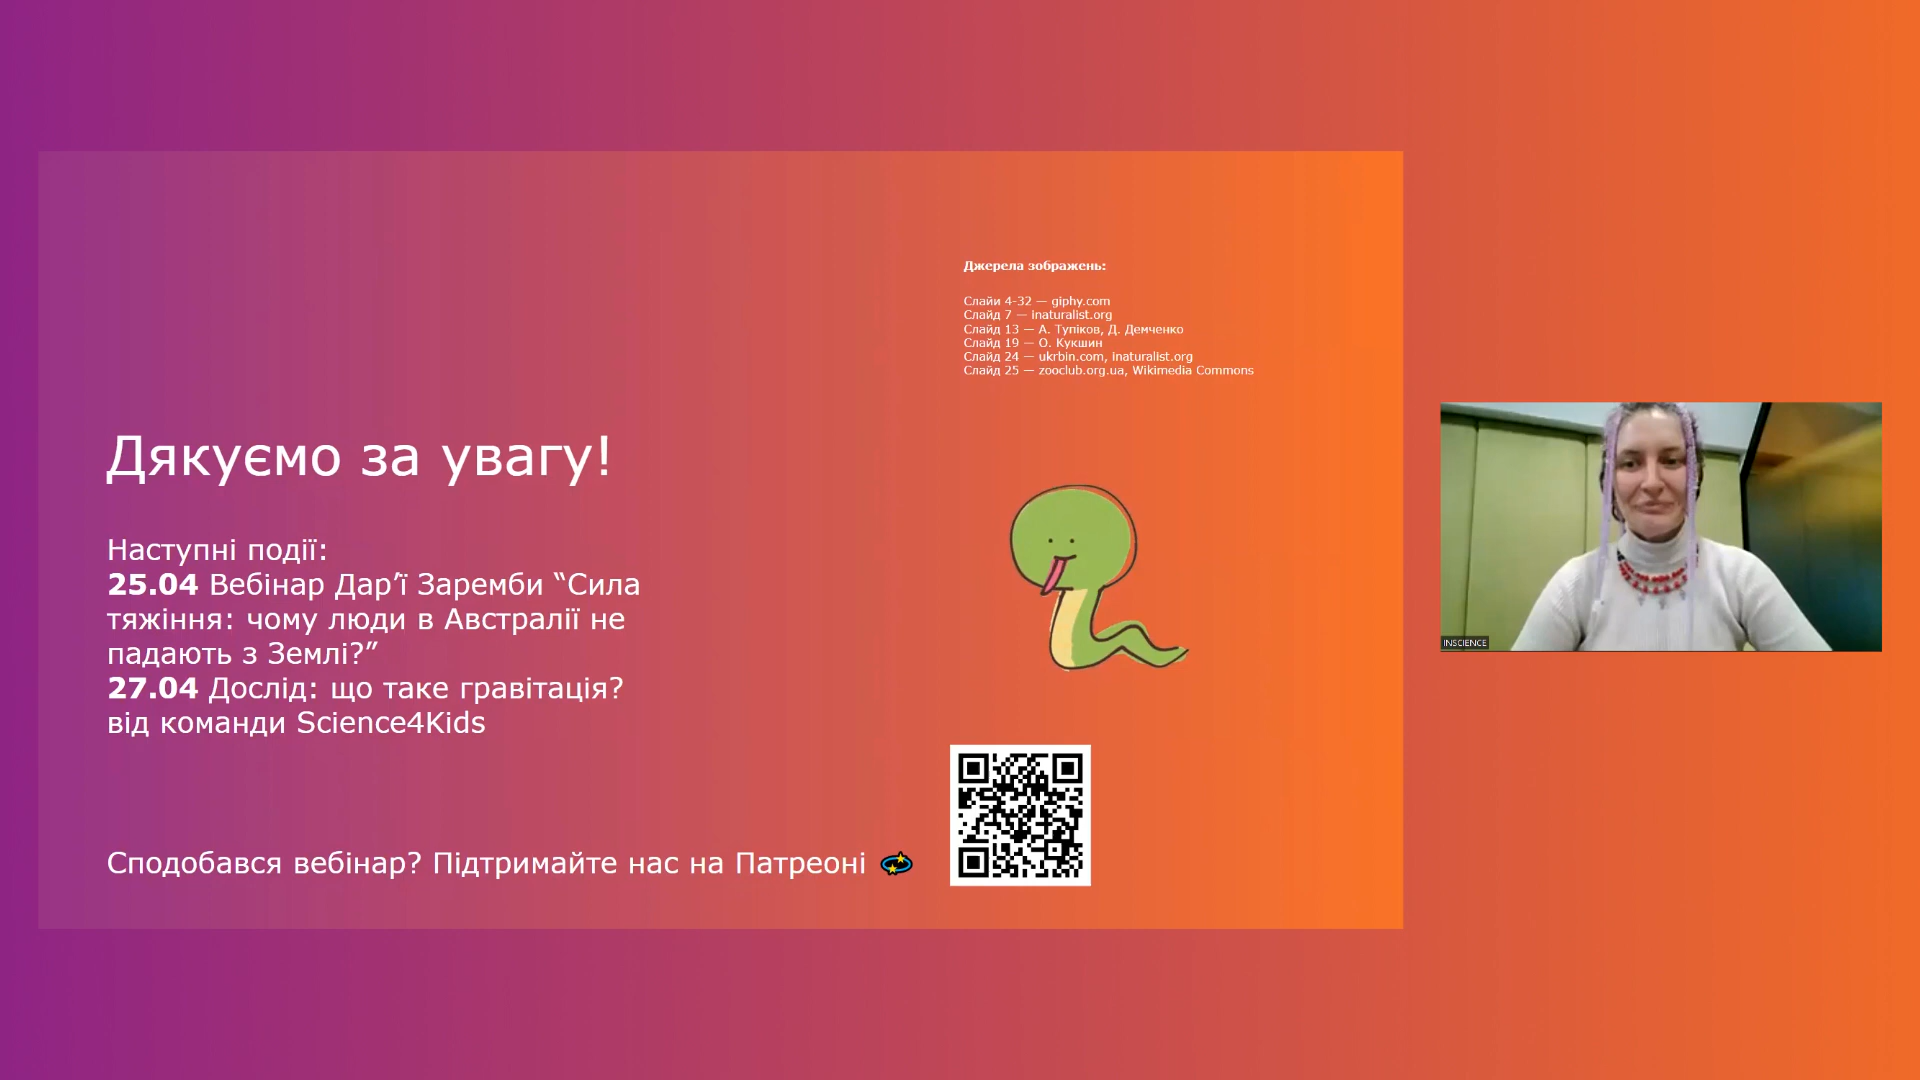 Джерела зображень:
Слайи 4-32 — giphy.com
Слайд 7 — inaturalist.org
Слайд 13 — А. Тупіков, Д. Демченко
Слайд 19 — О. Кукшин
Слайд 24 — ukrbin.com, inaturalist.org
Слайд 25 — zooclub.org.ua, Wikimedia Commons
Дякуємо за увагу!
Наступні події:
25.04 Вебінар Дар’ї Заремби “Сила
тяжіння: чому люди в Австралії не
падають з Землі?”
27.04 Дослід: що таке гравітація?
від команди Science4Kids
Сподобався вебінар? Підтримайте нас на Патреоні
INSCIENCE